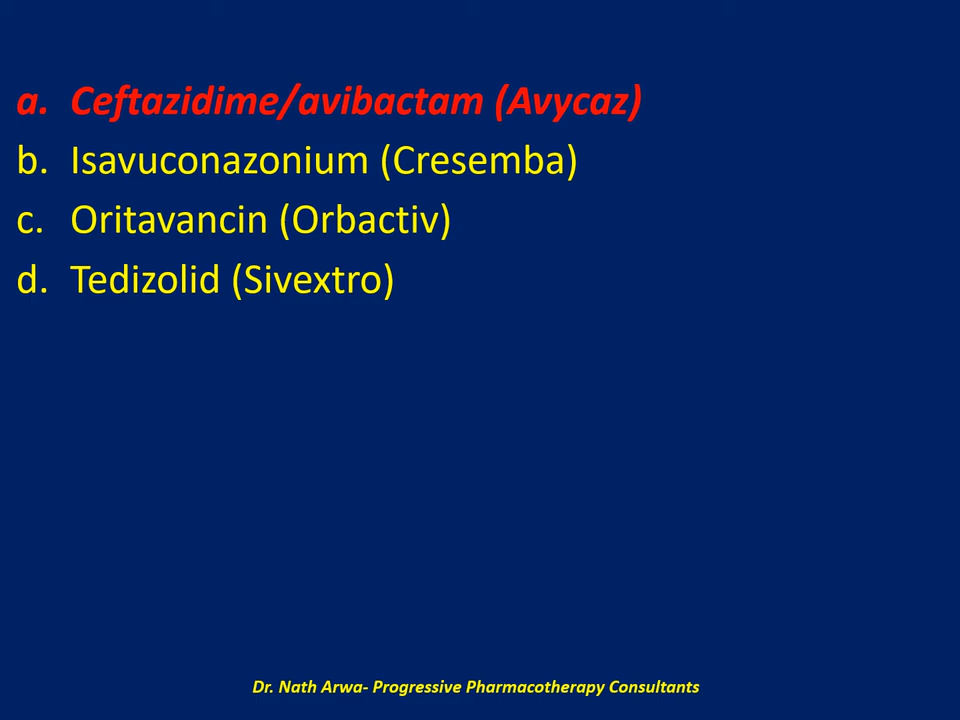 a. Ceftazidime/avibactam (Avycaz)
b. Isavuconazonium (Cresemba)
c. Oritavancin (Orbactiv)
d. Tedizolid (Sivextro)
Dr. Nath Arwa- Progressive Pharmacotherapy Consultants